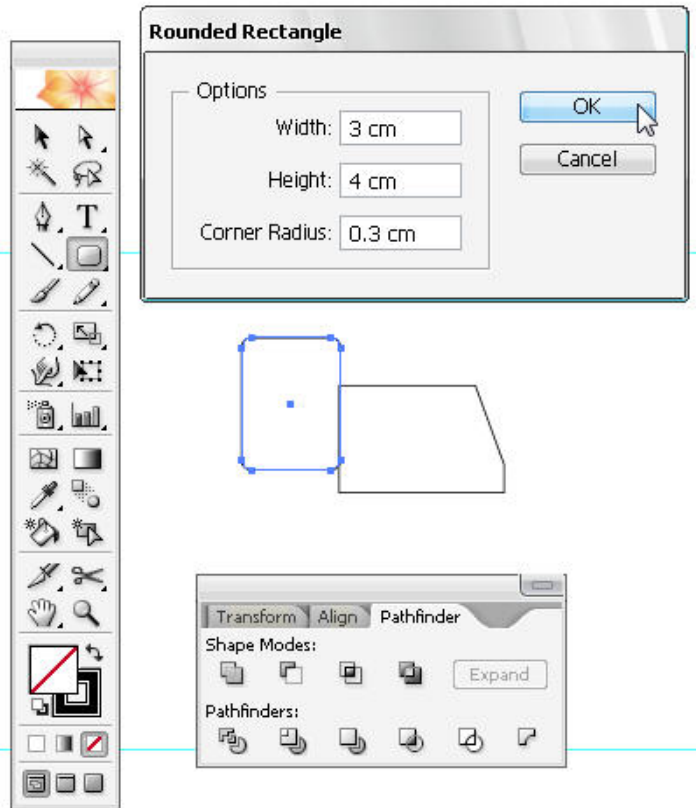 Rounded Rectangle
Options
Width: 3 cm
Height: 4 cm
Corner Radius: 0.3 cm
OK
Cancel
T
Transform Align Pathfinder
Shape Modes:
Expand
Pathfinders: